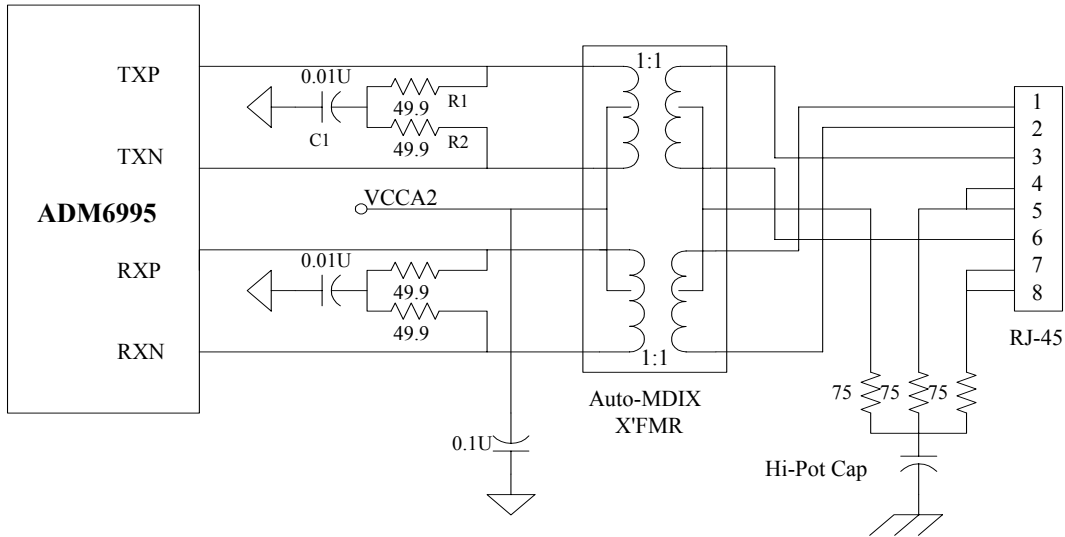 ADM6995
TXP
TXN
RXP
RXN
0.01U
C1
49.9
R1
49.9
R2
VCCA2
0.01U
49.9
49.9
0.1U
1:1
1:1
Auto-MDIX
X'FMR
1
2
3
4
5
6
7
8
RJ-45
75
75
75
Hi-Pot Cap